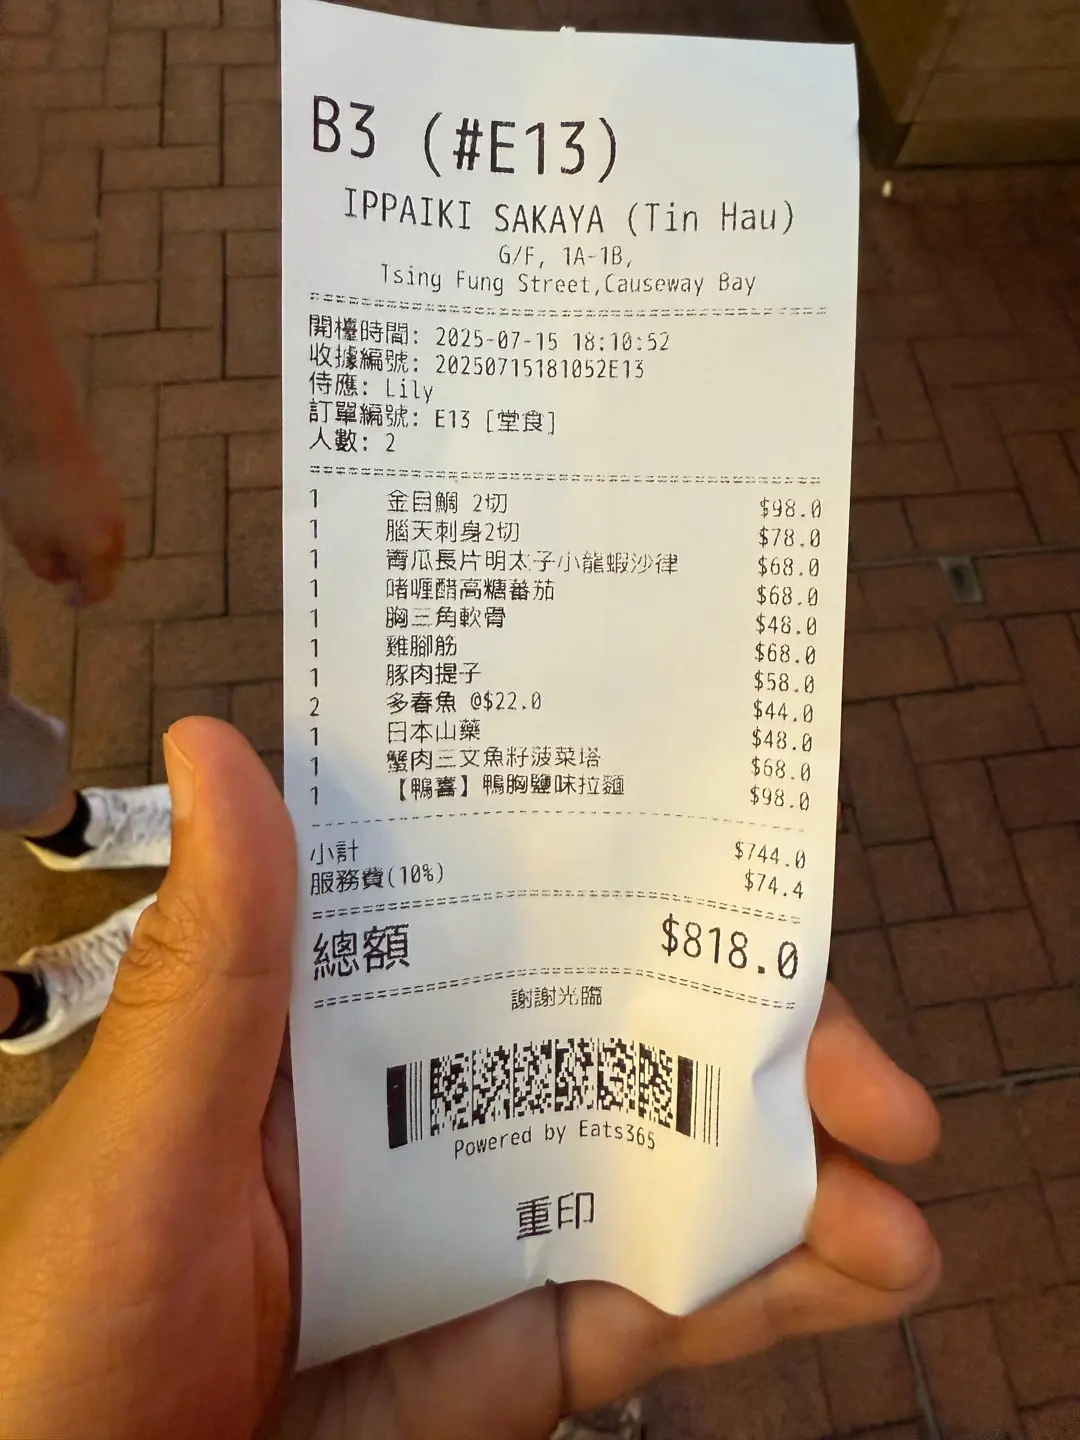 B3 (#E13)
IPPAIKI SAKAYA (Tin Hau)
G/F, 1A-1B,
Tsing Fung Street,Causeway Bay
開檯時間: 2025-07-15 18:10:52
收據編號: 20250715181052E13
侍應: Lily
訂單編號: E13 [堂食]
人數: 2
1 金目鯛 2切 $98.0
1 腦天刺身2切 $78.0
1 青瓜長片明太子小龍蝦沙律 $68.0
1 啫喱醋高糖蕃茄 $68.0
1 胸三角軟骨 $48.0
1 雞腳筋 $68.0
1 豚肉提子 $58.0
2 多春魚 @$22.0 $44.0
1 日本山藥 $48.0
1 蟹肉三文魚籽菠菜塔 $68.0
1 【鴨喜】鴨胸鹽味拉麵 $98.0
小計 $744.0
服務費(10%) $74.4
總額 $818.0
謝謝光臨
Powered by Eats365
重印